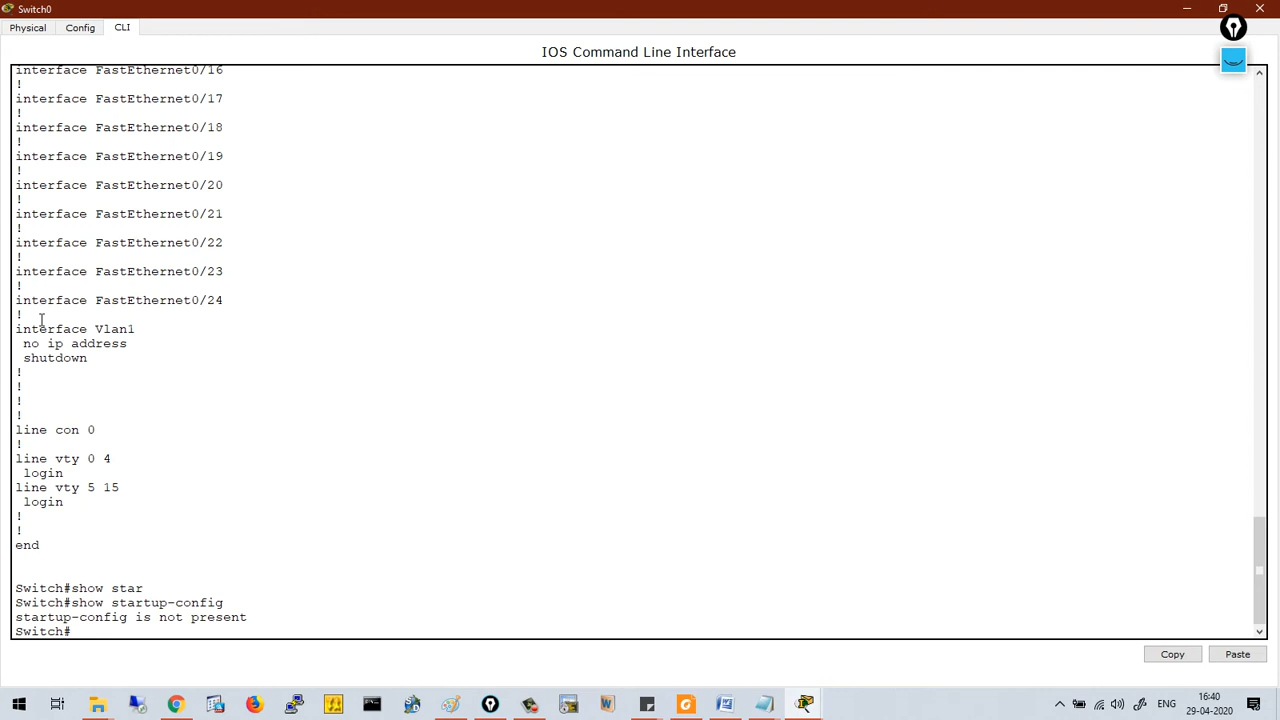 Switch0
Physical Config CLI
IOS Command Line Interface
interface FastEthernet0/16
!
interface FastEthernet0/17
!
interface FastEthernet0/18
!
interface FastEthernet0/19
!
interface FastEthernet0/20
!
interface FastEthernet0/21
!
interface FastEthernet0/22
!
interface FastEthernet0/23
!
interface FastEthernet0/24
!
interface Vlan1
no ip address
shutdown
!
!
!
!
line con 0
!
line vty 0 4
login
line vty 5 15
login
!
!
end
Switch#show star
Switch#show startup-config
startup-config is not present
Switch#
Copy Paste
ENG
16:40
29-04-2020